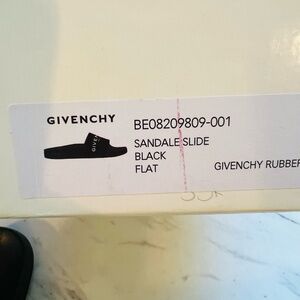 GIVENCHY
BE08209809-001
SANDALE SLIDE
BLACK
FLAT
GIVENCHY RUBBER